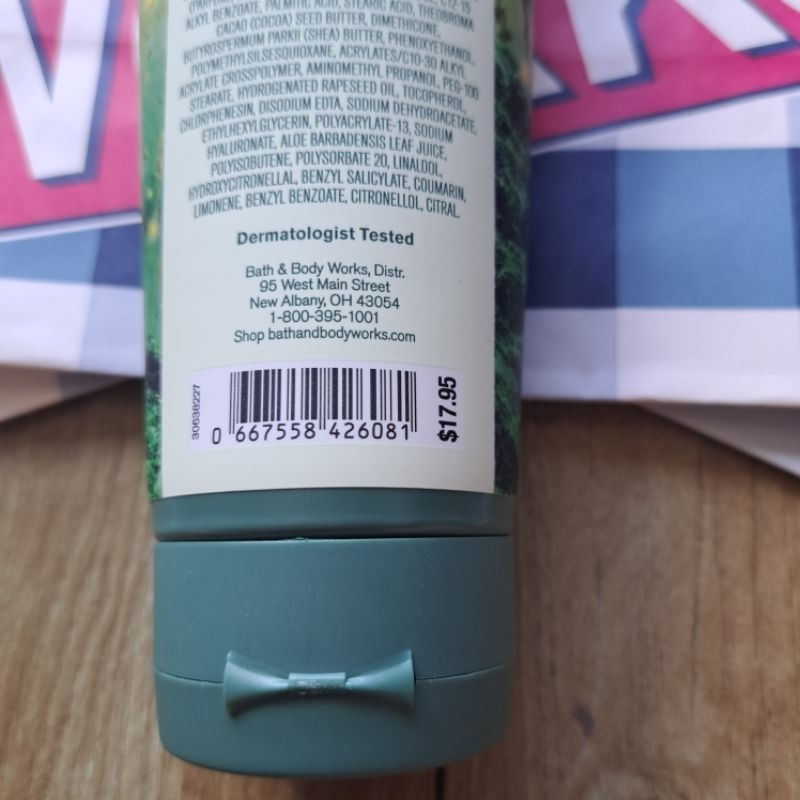 C12-15
ALKYL BENZOATE, PALMITIC ACID, STEARIC ACID, THEOBROMA
CACAO (COCOA) SEED BUTTER, DIMETHICONE,
BUTYROSPERMUM PARKII (SHEA) BUTTER, PHENOXYETHANOL,
POLYMETHYLSILSESQUIOXANE, ACRYLATES/C10-30 ALKYL
ACRYLATE CROSSPOLYMER, AMINOMETHYL PROPANOL, PEG-100
STEARATE, HYDROGENATED RAPESEED OIL, TOCOPHEROL,
CHLORPHENESIN, DISODIUM EDTA, SODIUM DEHYDROACETATE,
ETHYLHEXYLGLYCERIN, POLYACRYLATE-13, SODIUM
HYALURONATE, ALOE BARBADENSIS LEAF JUICE,
POLYISOBUTENE, POLYSORBATE 20, LINALOOL,
HYDROXYCITRONELLAL, BENZYL SALICYLATE, COUMARIN,
LIMONENE, BENZYL BENZOATE, CITRONELLOL, CITRAL.
Dermatologist Tested
Bath & Body Works, Distr.
95 West Main Street
New Albany, OH 43054
1-800-395-1001
Shop bathandbodyworks.com
30638227
0 667558 426081
$17.95